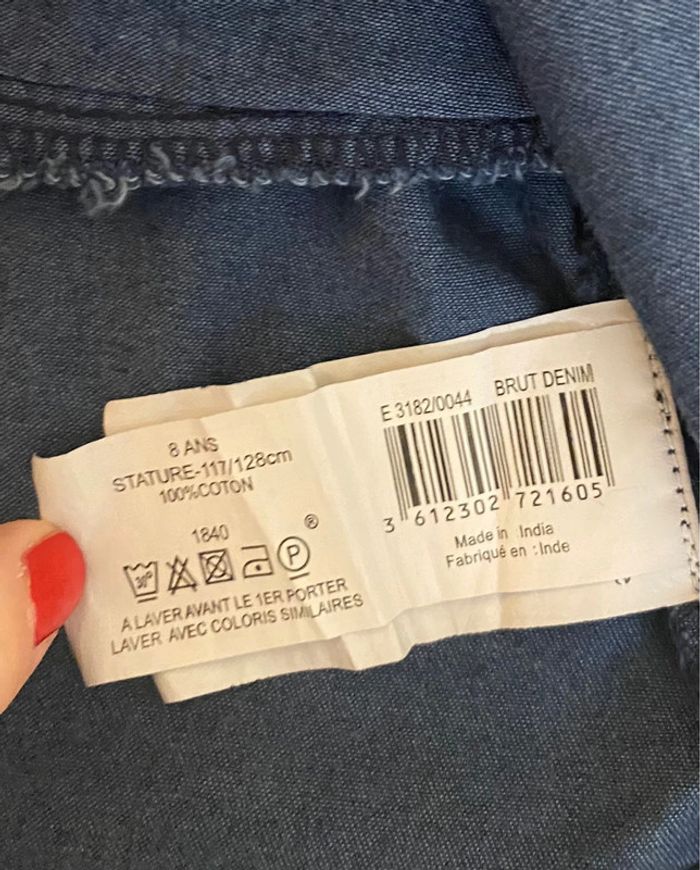 8 ANS
STATURE-117/128cm
100%COTON
1840
®
30°
P
A LAVER AVANT LE 1ER PORTER
LAVER AVEC COLORIS SIMILAIRES
E 3182/0044 BRUT DENIM
3 612302 721605
Made in : India
Fabriqué en : Inde